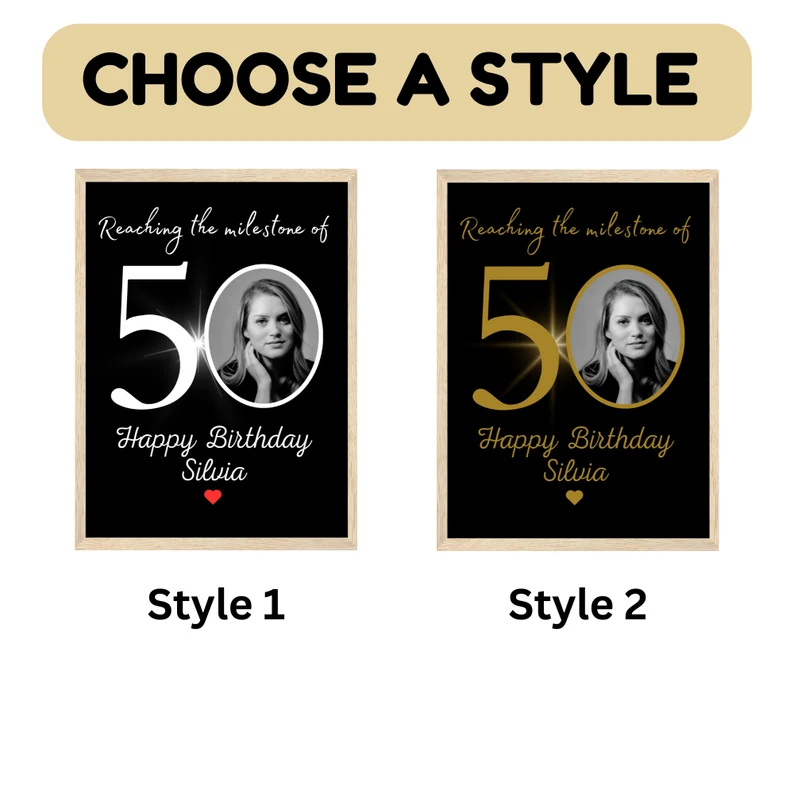 CHOOSE A STYLE
Reaching the milestone of
50
Happy Birthday
Silvia
Style 1
Reaching the milestone of
50
Happy Birthday
Silvia
Style 2